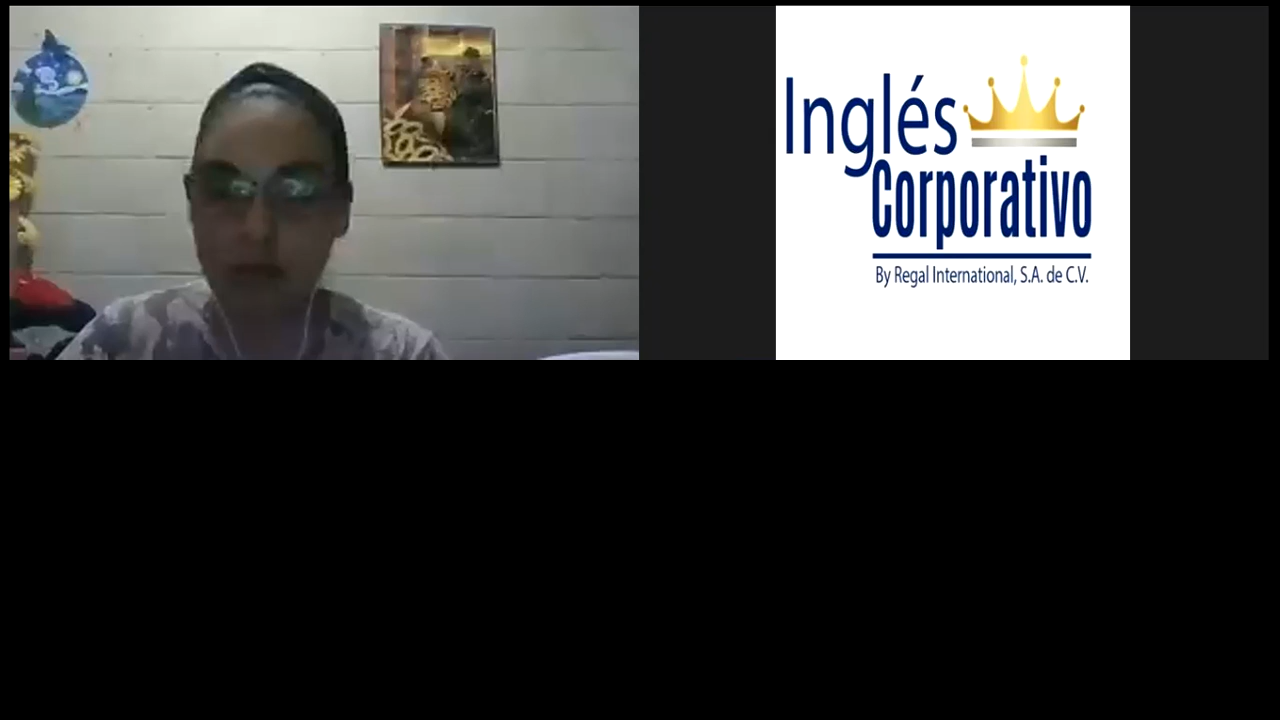 Inglés
Corporativo
By Regal International, S.A. de C.V.